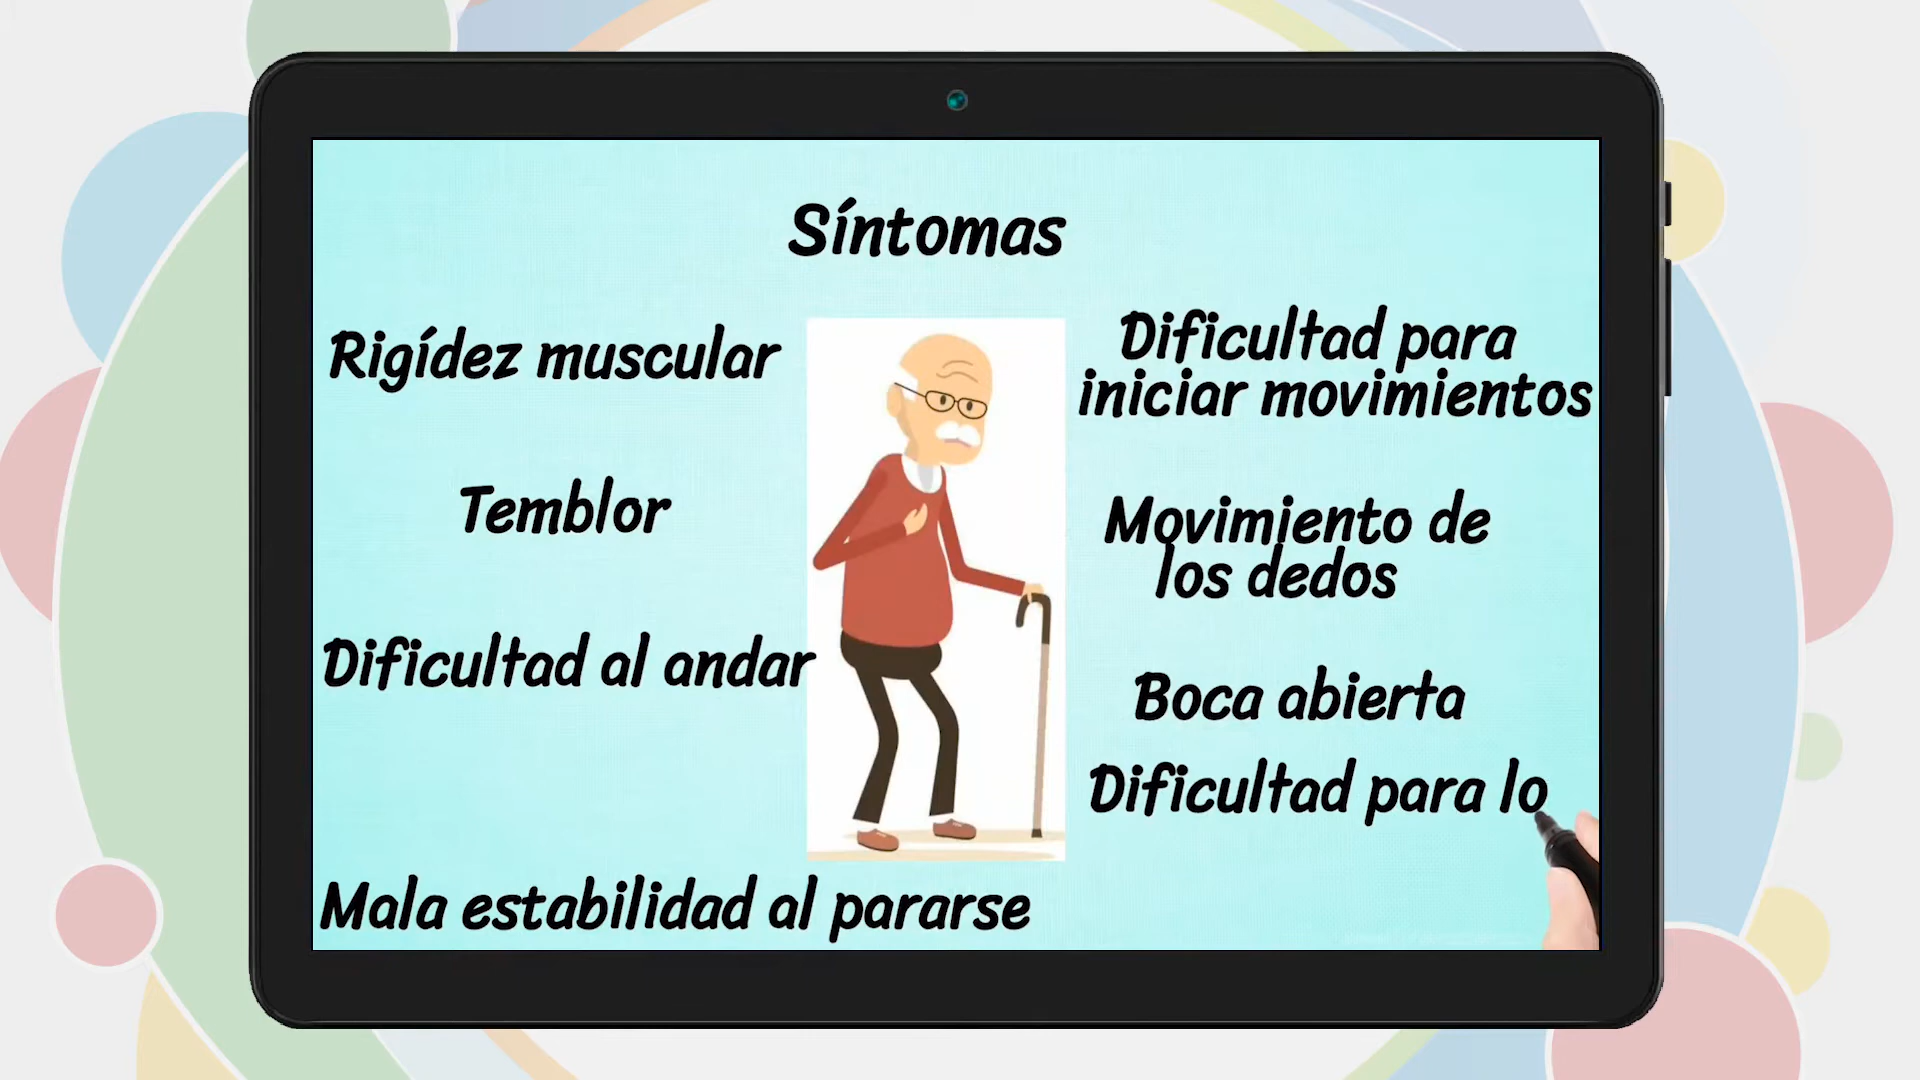 Síntomas
Rigídez muscular
Temblor
Dificultad al andar
Mala estabilidad al pararse
Dificultad para
iniciar movimientos
Movimiento de
los dedos
Boca abierta
Dificultad para lo